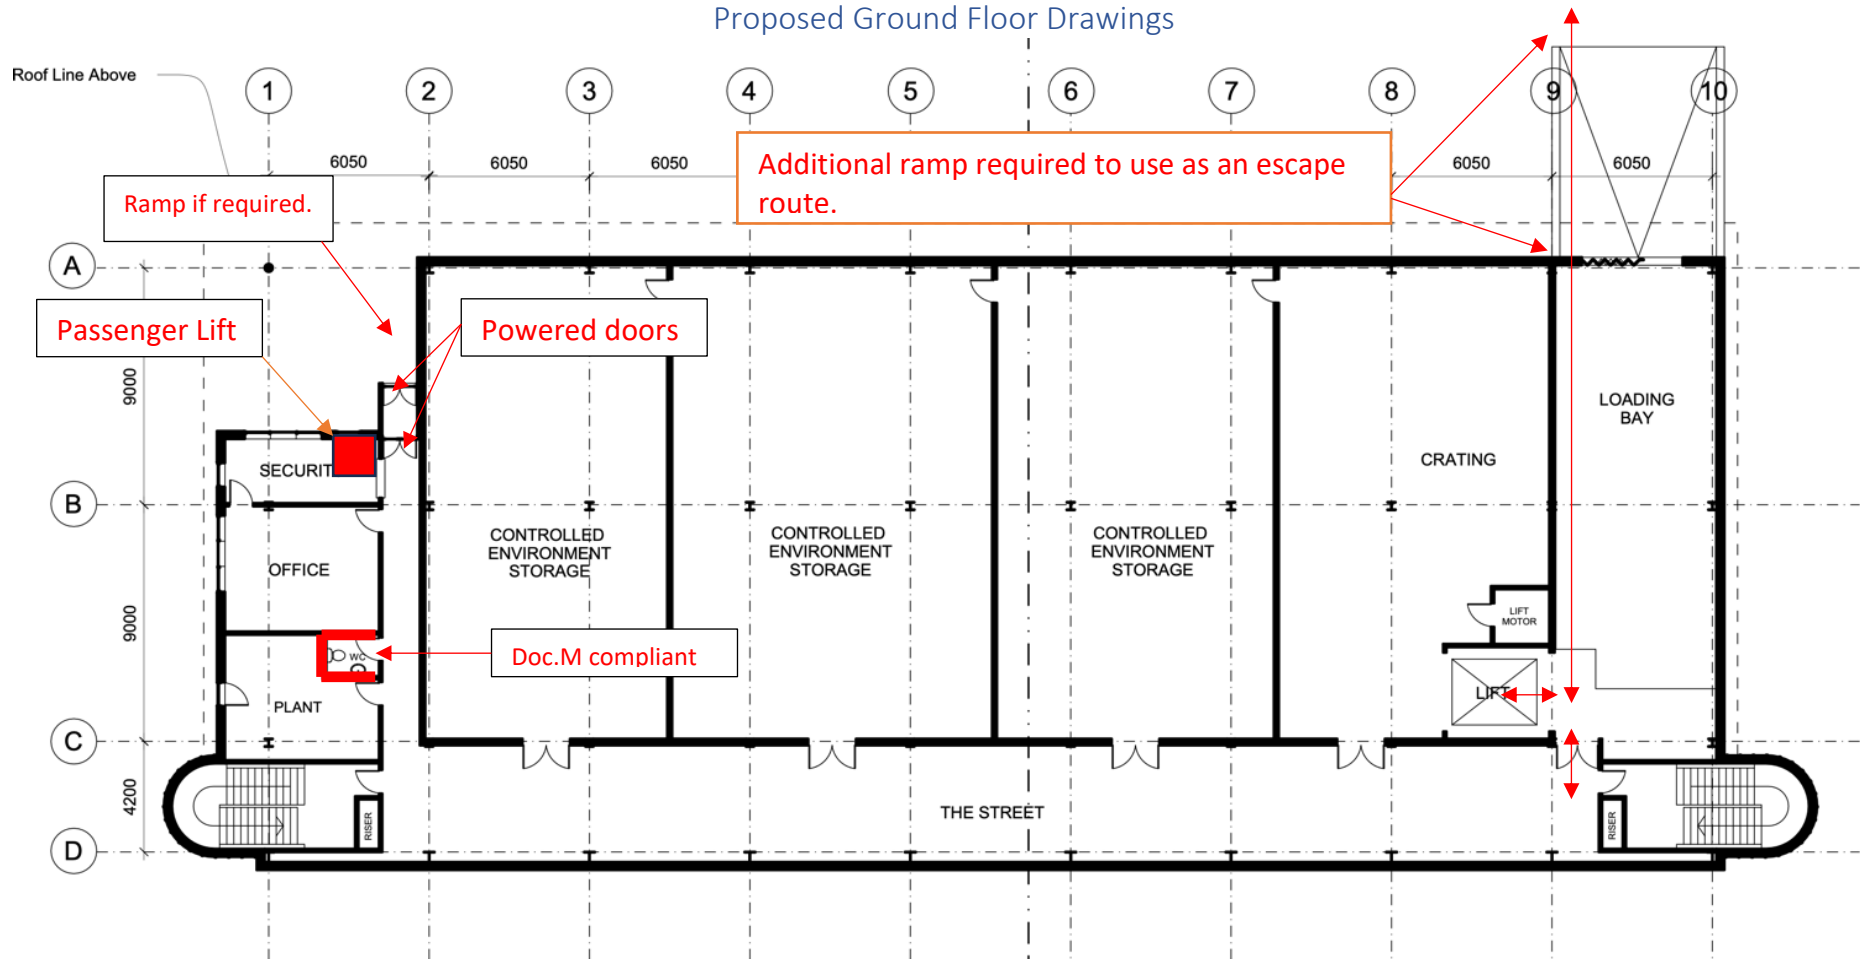 Proposed Ground Floor Drawings
Roof Line Above
1
2
3
4
5
6
7
8
9
10
6050
6050
6050
6050
6050
Additional ramp required to use as an escape
route.
Ramp if required.
A
Passenger Lift
Powered doors
9000
LOADING
BAY
SECURIT
CRATING
B
CONTROLLED
ENVIRONMENT
STORAGE
CONTROLLED
ENVIRONMENT
STORAGE
CONTROLLED
ENVIRONMENT
STORAGE
OFFICE
9000
LIFT
MOTOR
WC
Doc.M compliant
LIFT
PLANT
C
4200
THE STREET
RISER
RISER
D